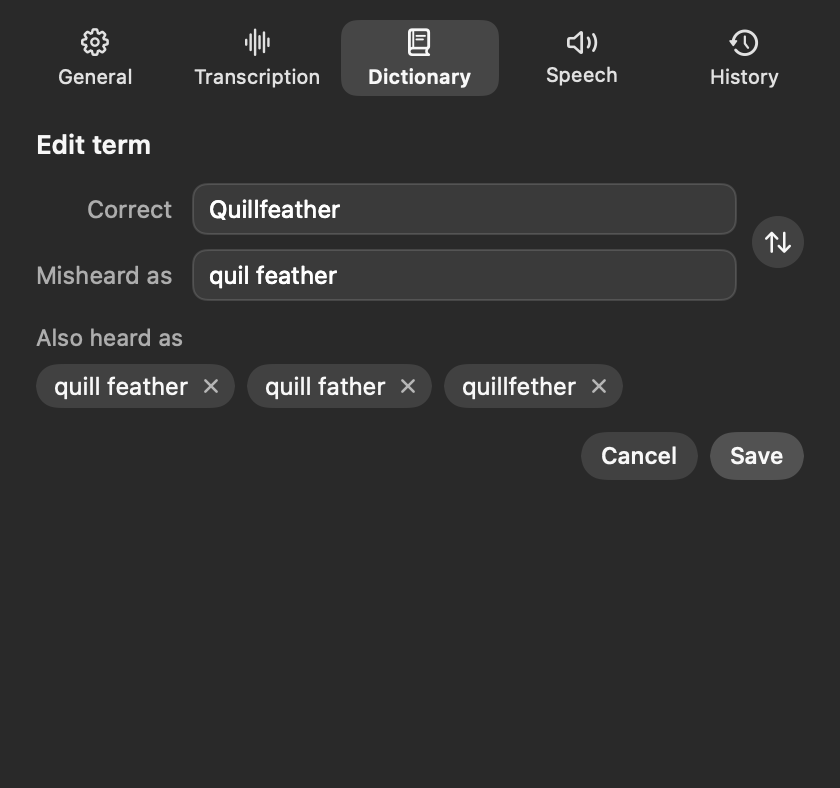 General Transcription Dictionary Speech History
Edit term
Correct Quillfeather
Misheard as quil feather
Also heard as
quill feather quill father quillfether
Cancel Save